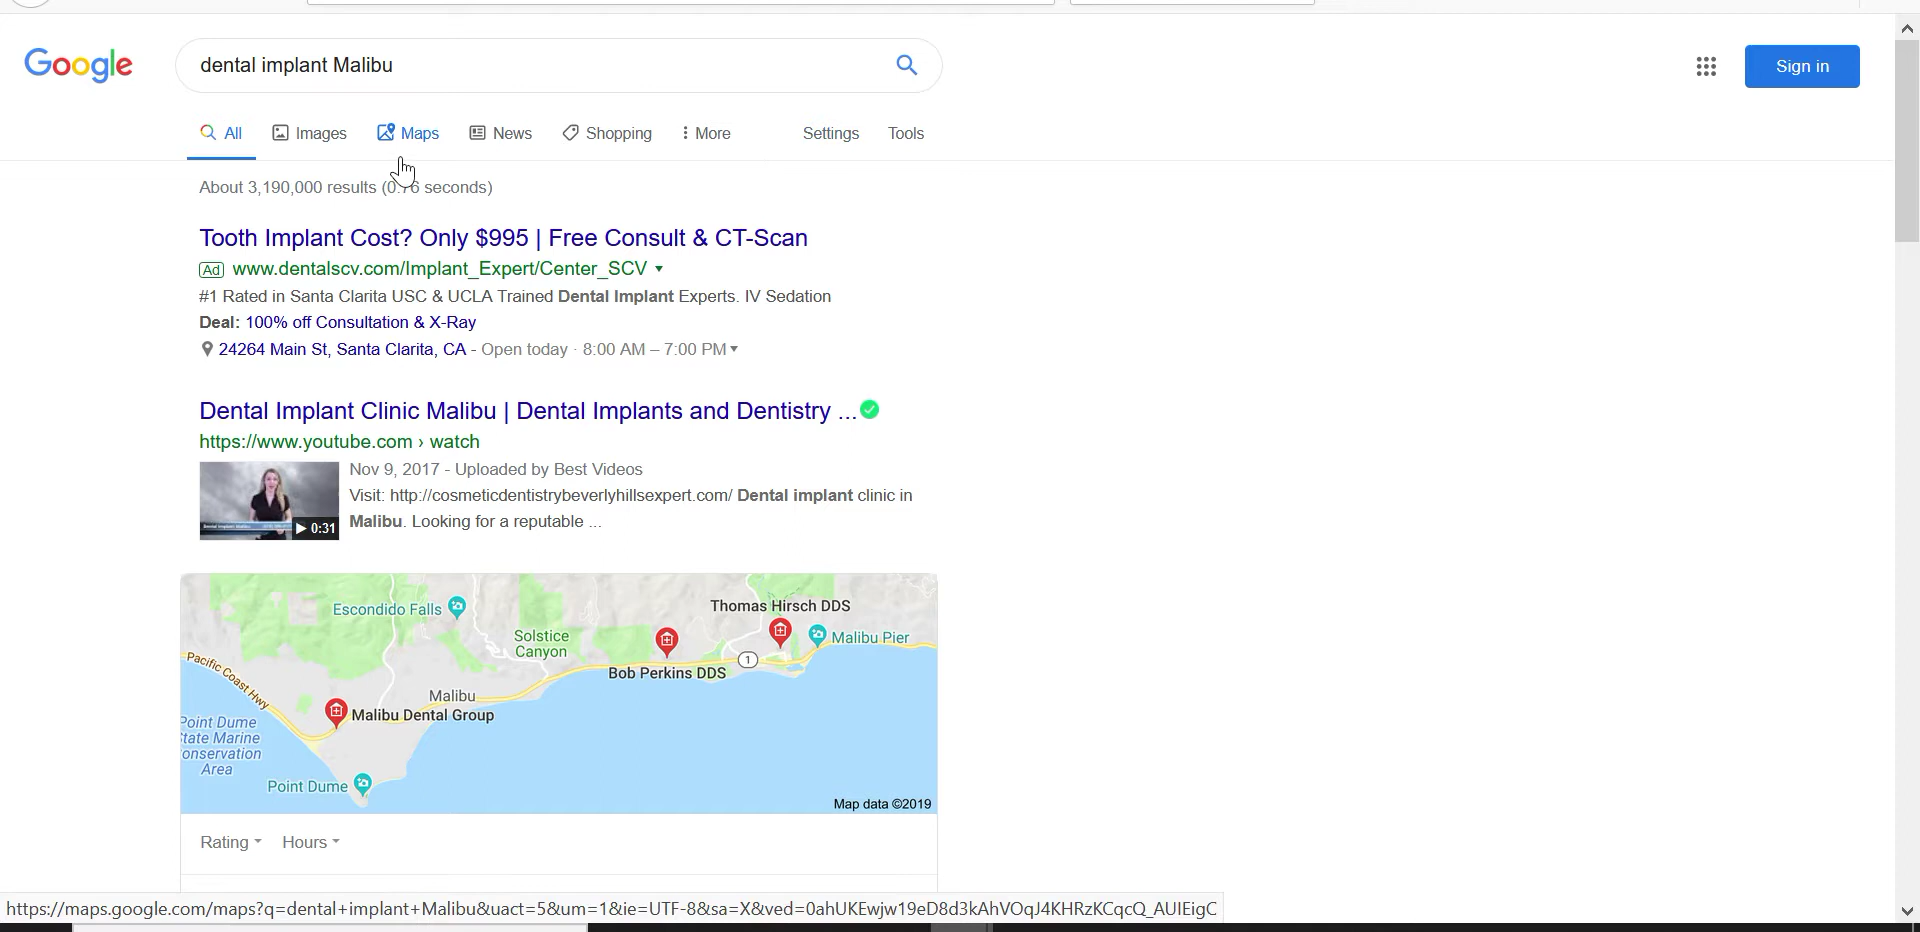 Google
dental implant Malibu
Sign in
All Images Maps News Shopping More Settings Tools
About 3,190,000 results (0.76 seconds)
Tooth Implant Cost? Only $995 | Free Consult & CT-Scan
Ad www.dentalscv.com/Implant_Expert/Center_SCV
#1 Rated in Santa Clarita USC & UCLA Trained Dental Implant Experts. IV Sedation
Deal: 100% off Consultation & X-Ray
24264 Main St, Santa Clarita, CA - Open today · 8:00 AM – 7:00 PM
Dental Implant Clinic Malibu | Dental Implants and Dentistry ...
https://www.youtube.com › watch
Nov 9, 2017 - Uploaded by Best Videos
Visit: http://cosmeticdentistrybeverlyhillsexpert.com/ Dental implant clinic in
Malibu. Looking for a reputable ...
0:31
Escondido Falls
Thomas Hirsch DDS
Solstice
Canyon
Malibu Pier
1
Pacific Coast Hwy
Bob Perkins DDS
Malibu
Malibu Dental Group
Point Dume
State Marine
onservation
Area
Point Dume
Map data ©2019
Rating Hours
https://maps.google.com/maps?q=dental+implant+Malibu&uact=5&um=1&ie=UTF-8&sa=X&ved=0ahUKEwjw19eD8d3kAhVOqJ4KHRzKCqcQ_AUIEigC